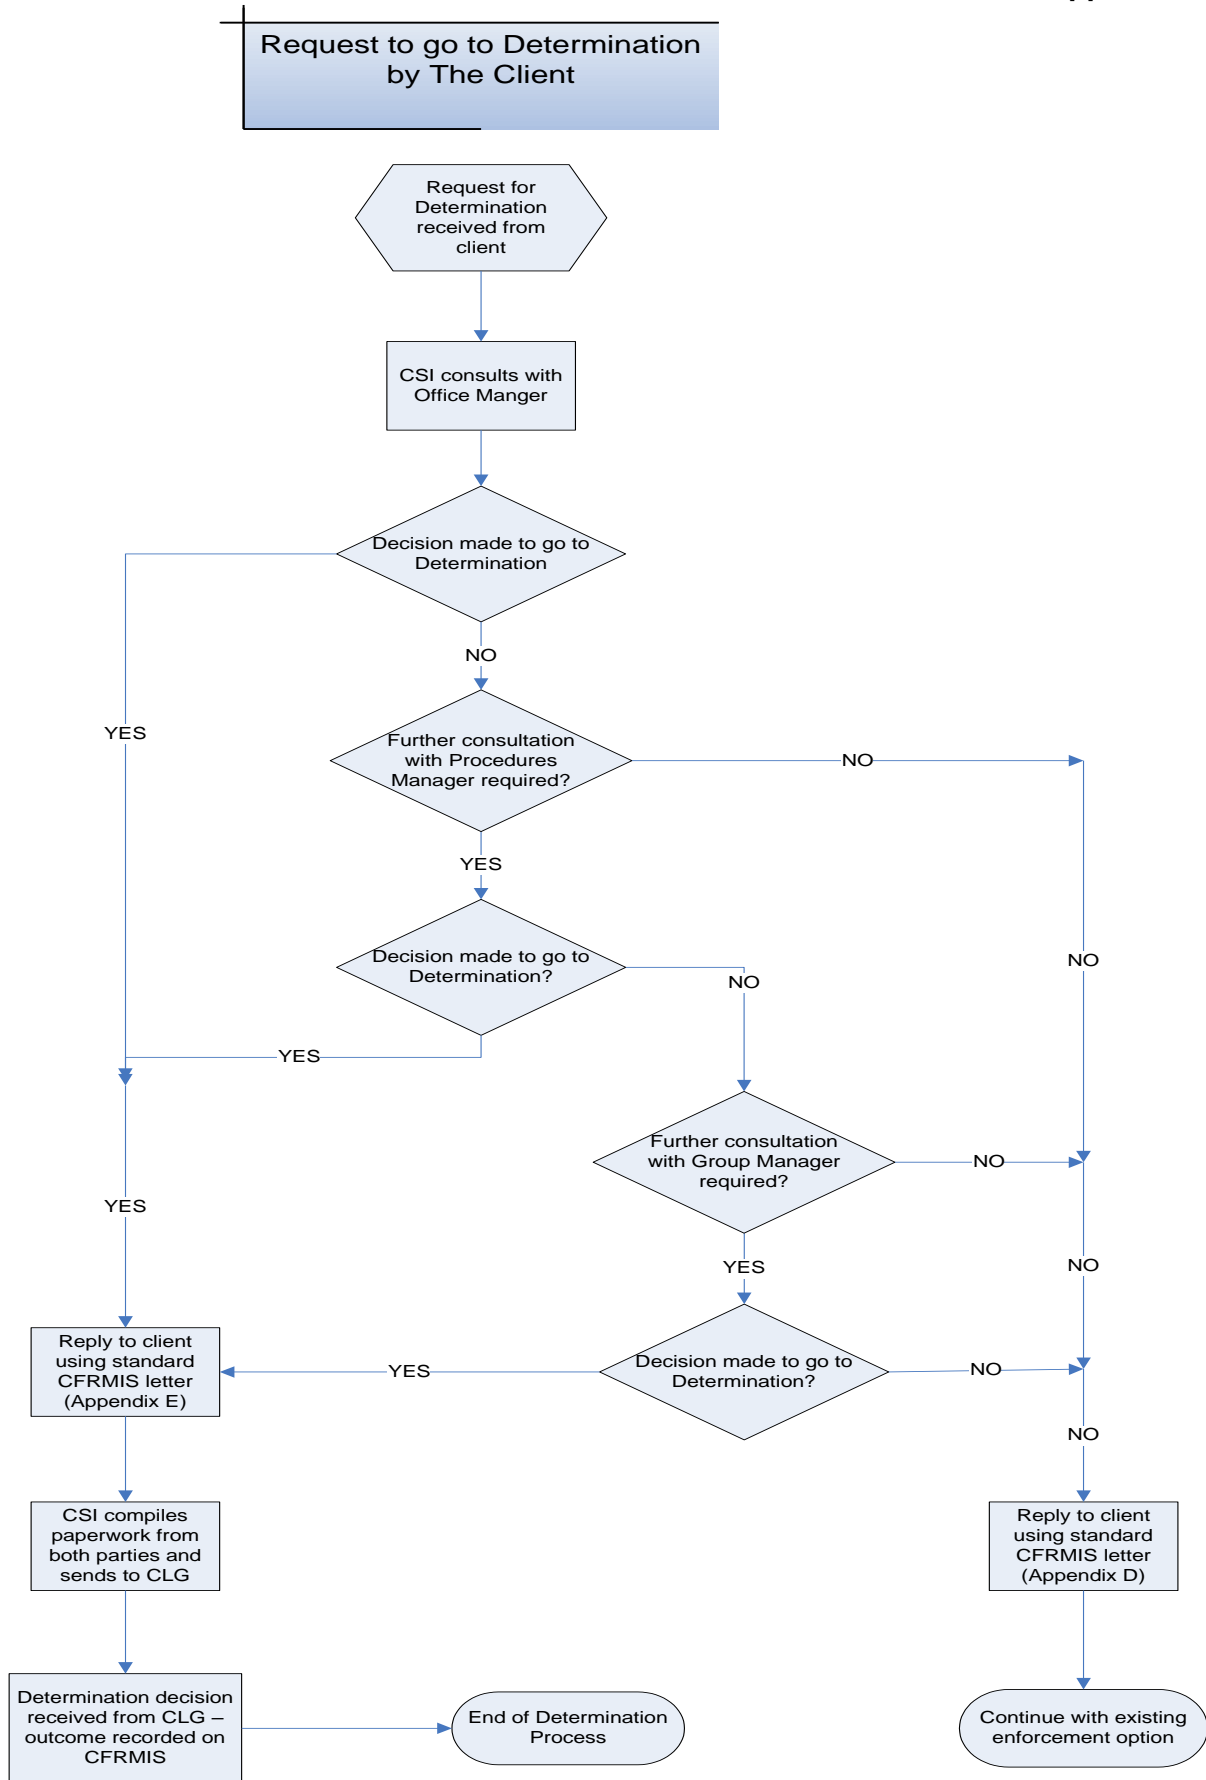 Request to go to Determination
by The Client
Request for
Determination
received from
client
CSI consults with
Office Manger
Decision made to go to
Determination
NO
YES
Further consultation
with Procedures
Manager required?
NO
YES
Decision made to go to
Determination?
NO
NO
YES
Further consultation
with Group Manager
required?
NO
YES
YES
NO
Reply to client
using standard
CFRMIS letter
(Appendix E)
YES
Decision made to go to
Determination?
NO
NO
CSI compiles
paperwork from
both parties and
sends to CLG
Reply to client
using standard
CFRMIS letter
(Appendix D)
Determination decision
received from CLG –
outcome recorded on
CFRMIS
End of Determination
Process
Continue with existing
enforcement option